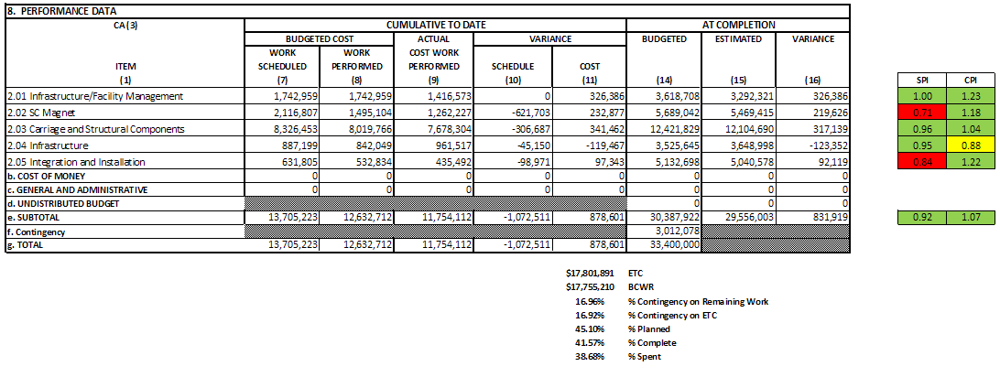 8. PERFORMANCE DATA
CA (3) CUMULATIVE TO DATE AT COMPLETION
BUDGETED COST ACTUAL VARIANCE BUDGETED ESTIMATED VARIANCE
WORK WORK COST WORK
ITEM SCHEDULED PERFORMED PERFORMED SCHEDULE COST
(1) (7) (8) (9) (10) (11) (14) (15) (16) SPI CPI
2.01 Infrastructure/Facility Management 1,742,959 1,742,959 1,416,573 0 326,386 3,618,708 3,292,321 326,386 1.00 1.23
2.02 SC Magnet 2,116,807 1,495,104 1,262,227 -621,703 232,877 5,689,042 5,469,415 219,626 0.71 1.18
2.03 Carriage and Structural Components 8,326,453 8,019,766 7,678,304 -306,687 341,462 12,421,829 12,104,690 317,139 0.96 1.04
2.04 Infrastructure 887,199 842,049 961,517 -45,150 -119,467 3,525,645 3,648,998 -123,352 0.95 0.88
2.05 Integration and Installation 631,805 532,834 435,492 -98,971 97,343 5,132,698 5,040,578 92,119 0.84 1.22
b. COST OF MONEY 0 0 0 0 0 0 0 0
c. GENERAL AND ADMINISTRATIVE 0 0 0 0 0 0 0 0
d. UNDISTRIBUTED BUDGET 0 0 0
e. SUBTOTAL 13,705,223 12,632,712 11,754,112 -1,072,511 878,601 30,387,922 29,556,003 831,919 0.92 1.07
f. Contingency 3,012,078
g. TOTAL 13,705,223 12,632,712 11,754,112 -1,072,511 878,601 33,400,000
$17,801,891 ETC
$17,755,210 BCWR
16.96% % Contingency on Remaining Work
16.92% % Contingency on ETC
45.10% % Planned
41.57% % Complete
38.68% % Spent